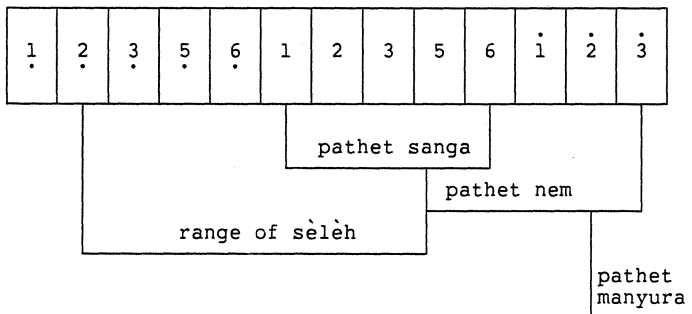 1̣ 2̣ 3̣ 5̣ 6̣ 1 2 3 5 6 1̇ 2̇ 3̇
pathet sanga
pathet nem
range of sèlèh
pathet
manyura